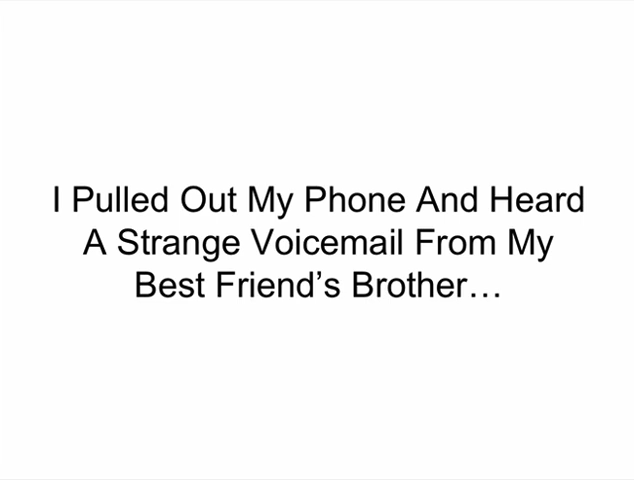 I Pulled Out My Phone And Heard
A Strange Voicemail From My
Best Friend’s Brother…